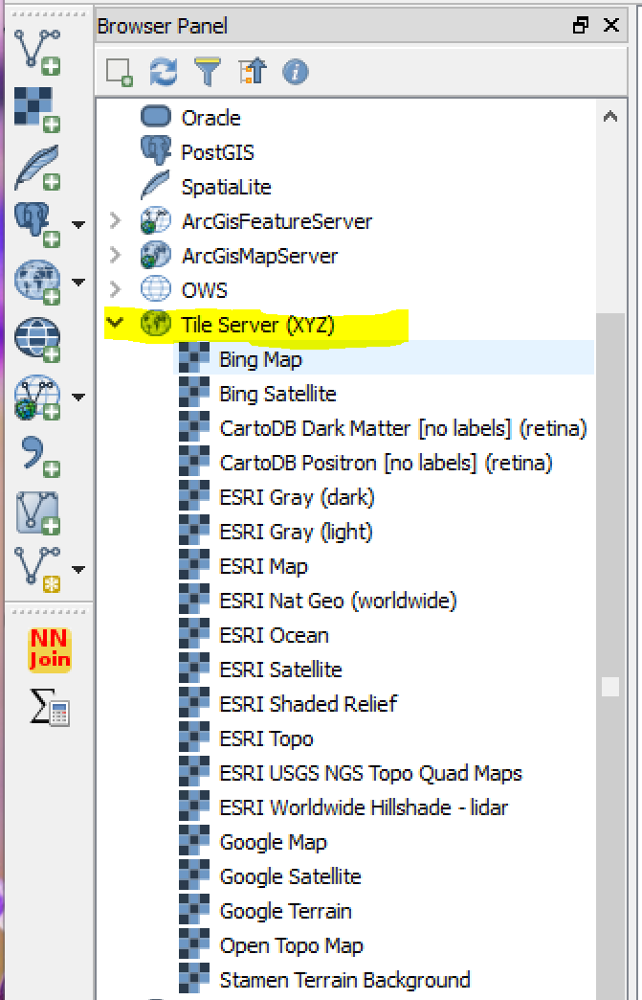 Browser Panel
Oracle
PostGIS
SpatiaLite
ArcGisFeatureServer
ArcGisMapServer
OWS
Tile Server (XYZ)
Bing Map
Bing Satellite
CartoDB Dark Matter [no labels] (retina)
CartoDB Positron [no labels] (retina)
ESRI Gray (dark)
ESRI Gray (light)
ESRI Map
ESRI Nat Geo (worldwide)
ESRI Ocean
ESRI Satellite
NN
Join
ESRI Shaded Relief
ESRI Topo
ESRI USGS NGS Topo Quad Maps
ESRI Worldwide Hillshade - lidar
Google Map
Google Satellite
Google Terrain
Open Topo Map
Stamen Terrain Background